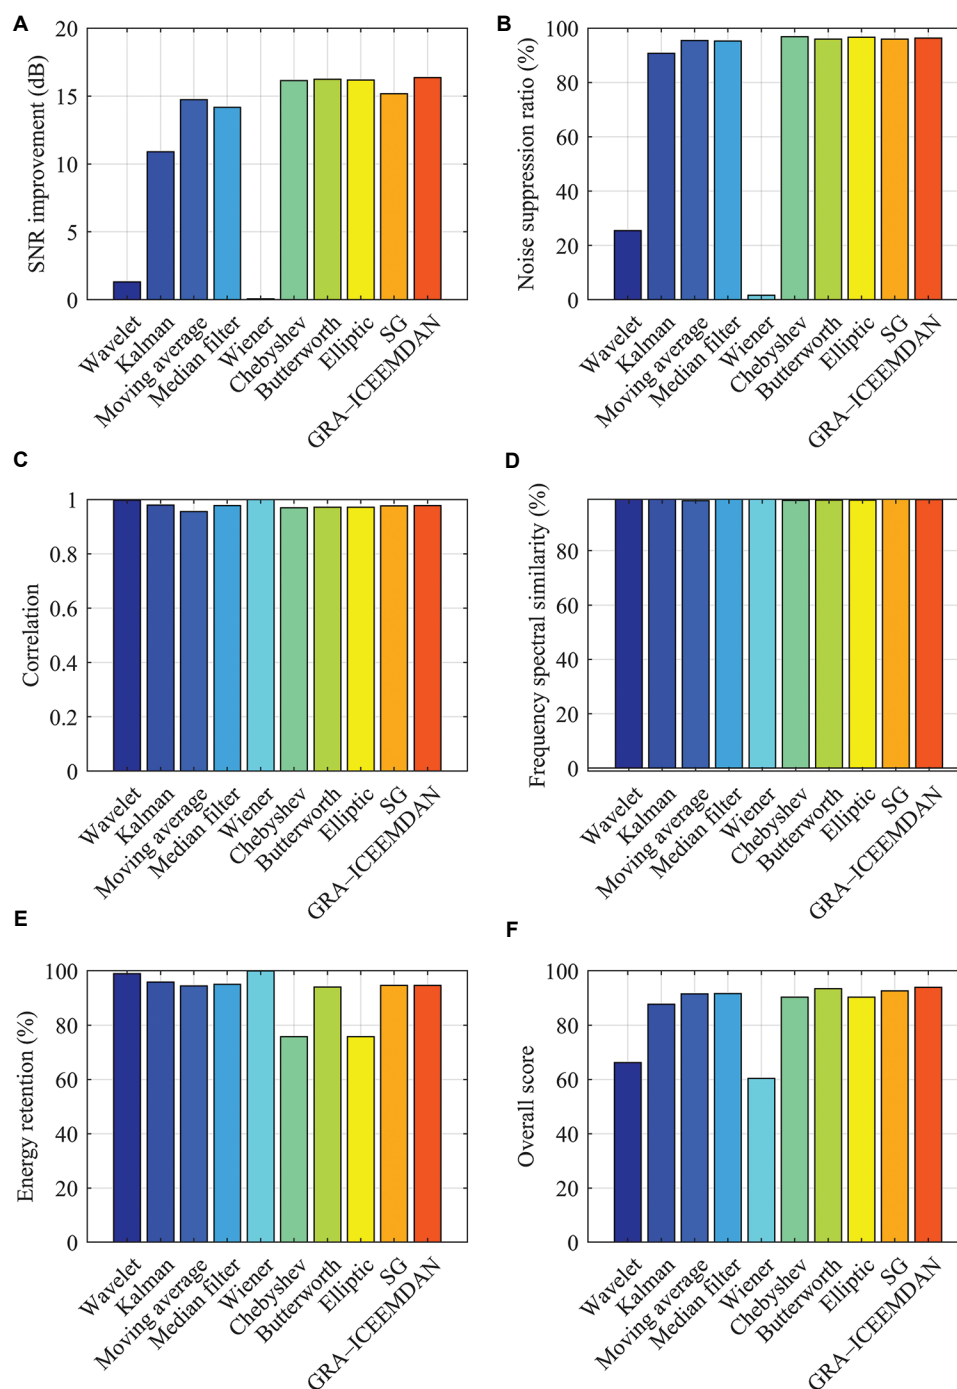 A
SNR improvement (dB)
20
15
10
5
0
Wavelet
Kalman
Moving average
Median filter
Wiener
Chebyshev
Butterworth
Elliptic
SG
GRA-ICEEMDAN
B
Noise suppression ratio (%)
100
80
60
40
20
0
Wavelet
Kalman
Moving average
Median filter
Wiener
Chebyshev
Butterworth
Elliptic
SG
GRA-ICEEMDAN
C
Correlation
1
0.8
0.6
0.4
0.2
0
Wavelet
Kalman
Moving average
Median filter
Wiener
Chebyshev
Butterworth
Elliptic
SG
GRA-ICEEMDAN
D
Frequency spectral similarity (%)
80
60
40
20
0
Wavelet
Kalman
Moving average
Median filter
Wiener
Chebyshev
Butterworth
Elliptic
SG
GRA-ICEEMDAN
E
Energy retention (%)
100
80
60
40
20
0
Wavelet
Kalman
Moving average
Median filter
Wiener
Chebyshev
Butterworth
Elliptic
SG
GRA-ICEEMDAN
F
Overall score
100
80
60
40
20
0
Wavelet
Kalman
Moving average
Median filter
Wiener
Chebyshev
Butterworth
Elliptic
SG
GRA-ICEEMDAN